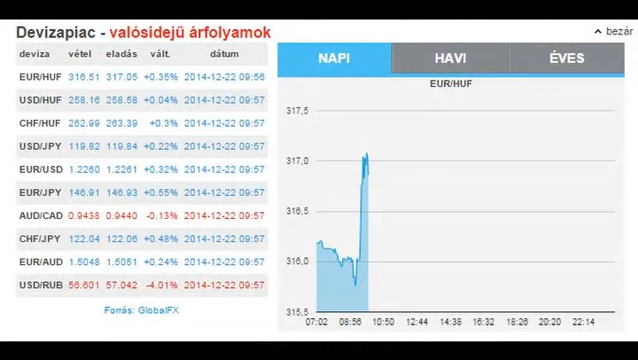 Devizapiac - valósidejű árfolyamok
bezár
deviza vétel eladás vált. dátum
EUR/HUF 316.51 317.05 +0.35% 2014-12-22 09:56
USD/HUF 258.16 258.58 +0.04% 2014-12-22 09:57
CHF/HUF 262.99 263.39 +0.3% 2014-12-22 09:57
USD/JPY 119.82 119.84 +0.22% 2014-12-22 09:57
EUR/USD 1.2260 1.2261 +0.32% 2014-12-22 09:57
EUR/JPY 146.91 146.93 +0.55% 2014-12-22 09:57
AUD/CAD 0.9438 0.9440 -0.13% 2014-12-22 09:57
CHF/JPY 122.04 122.06 +0.48% 2014-12-22 09:57
EUR/AUD 1.5048 1.5051 +0.24% 2014-12-22 09:57
USD/RUB 56.601 57.042 -4.01% 2014-12-22 09:57
Forrás: GlobalFX
NAPI HAVI ÉVES
EUR/HUF
317,5
317,0
316,5
316,0
315,5
07:02 08:56 10:50 12:44 14:38 16:32 18:26 20:20 22:14